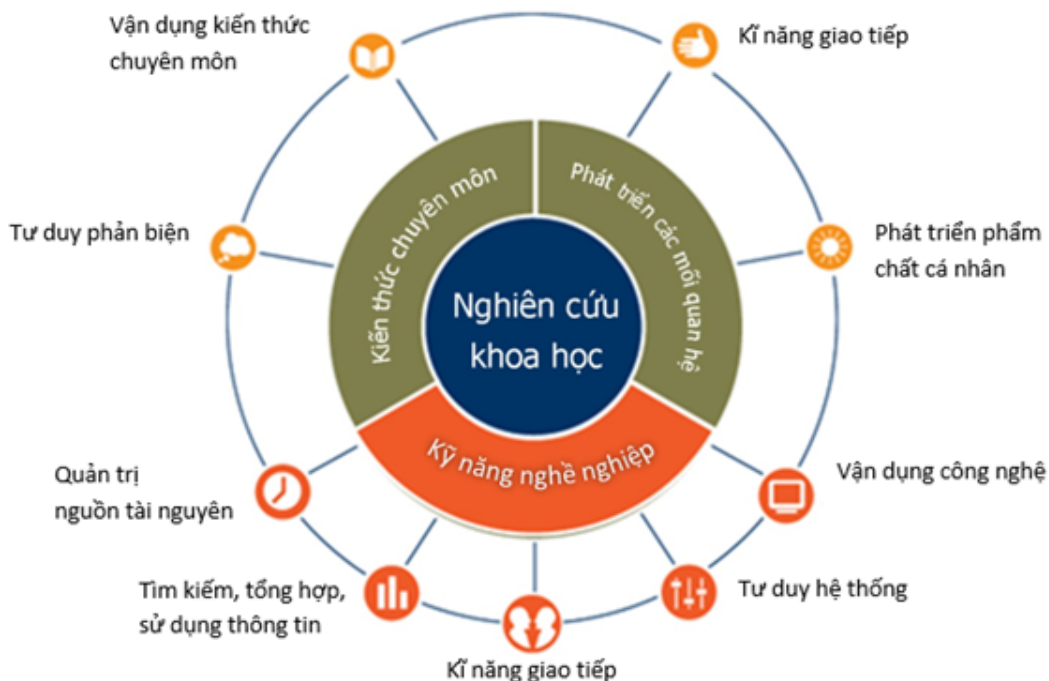 Vận dụng kiến thức
chuyên môn
Kĩ năng giao tiếp
Tư duy phản biện
Phát triển phẩm
chất cá nhân
Kiến thức chuyên môn
Phát triển các mối quan hệ
Nghiên cứu
khoa học
Kỹ năng nghề nghiệp
Quản trị
nguồn tài nguyên
Vận dụng công nghệ
Tìm kiếm, tổng hợp,
sử dụng thông tin
Tư duy hệ thống
Kĩ năng giao tiếp